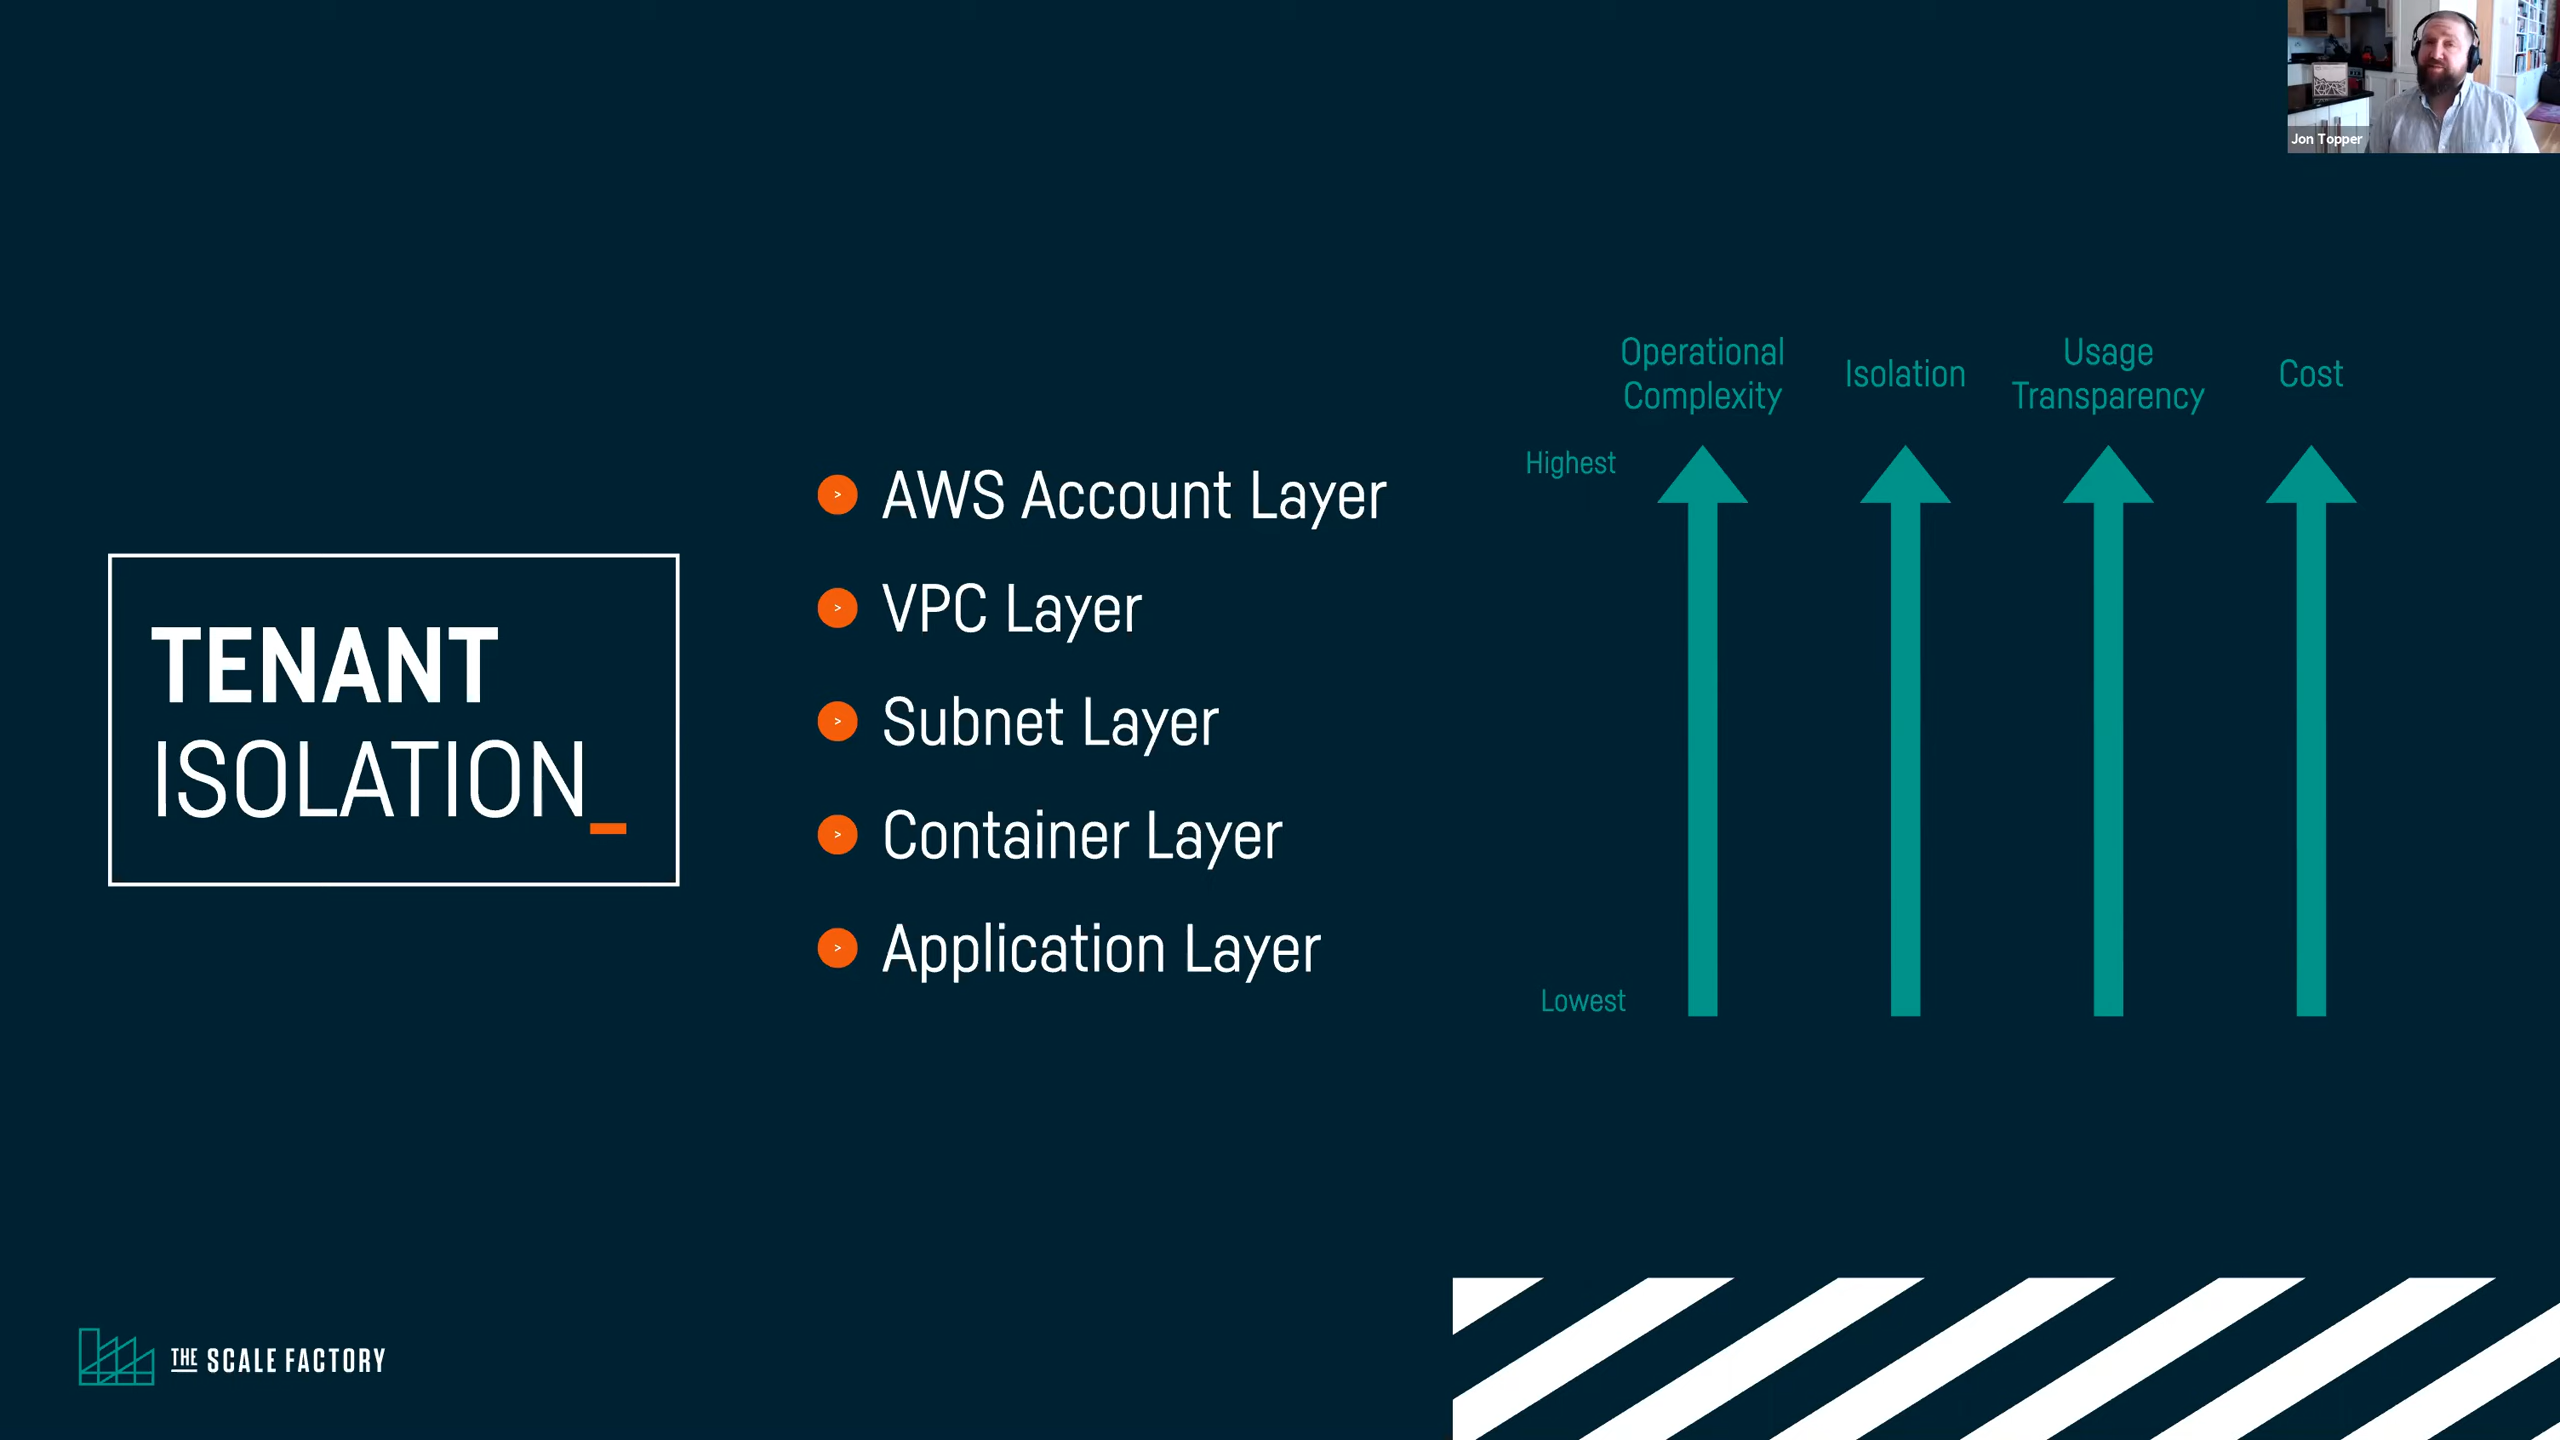 Jon Topper
TENANT
ISOLATION_
> AWS Account Layer
> VPC Layer
> Subnet Layer
> Container Layer
> Application Layer
Operational
Complexity
Isolation
Usage
Transparency
Cost
Highest
Lowest
THE SCALE FACTORY